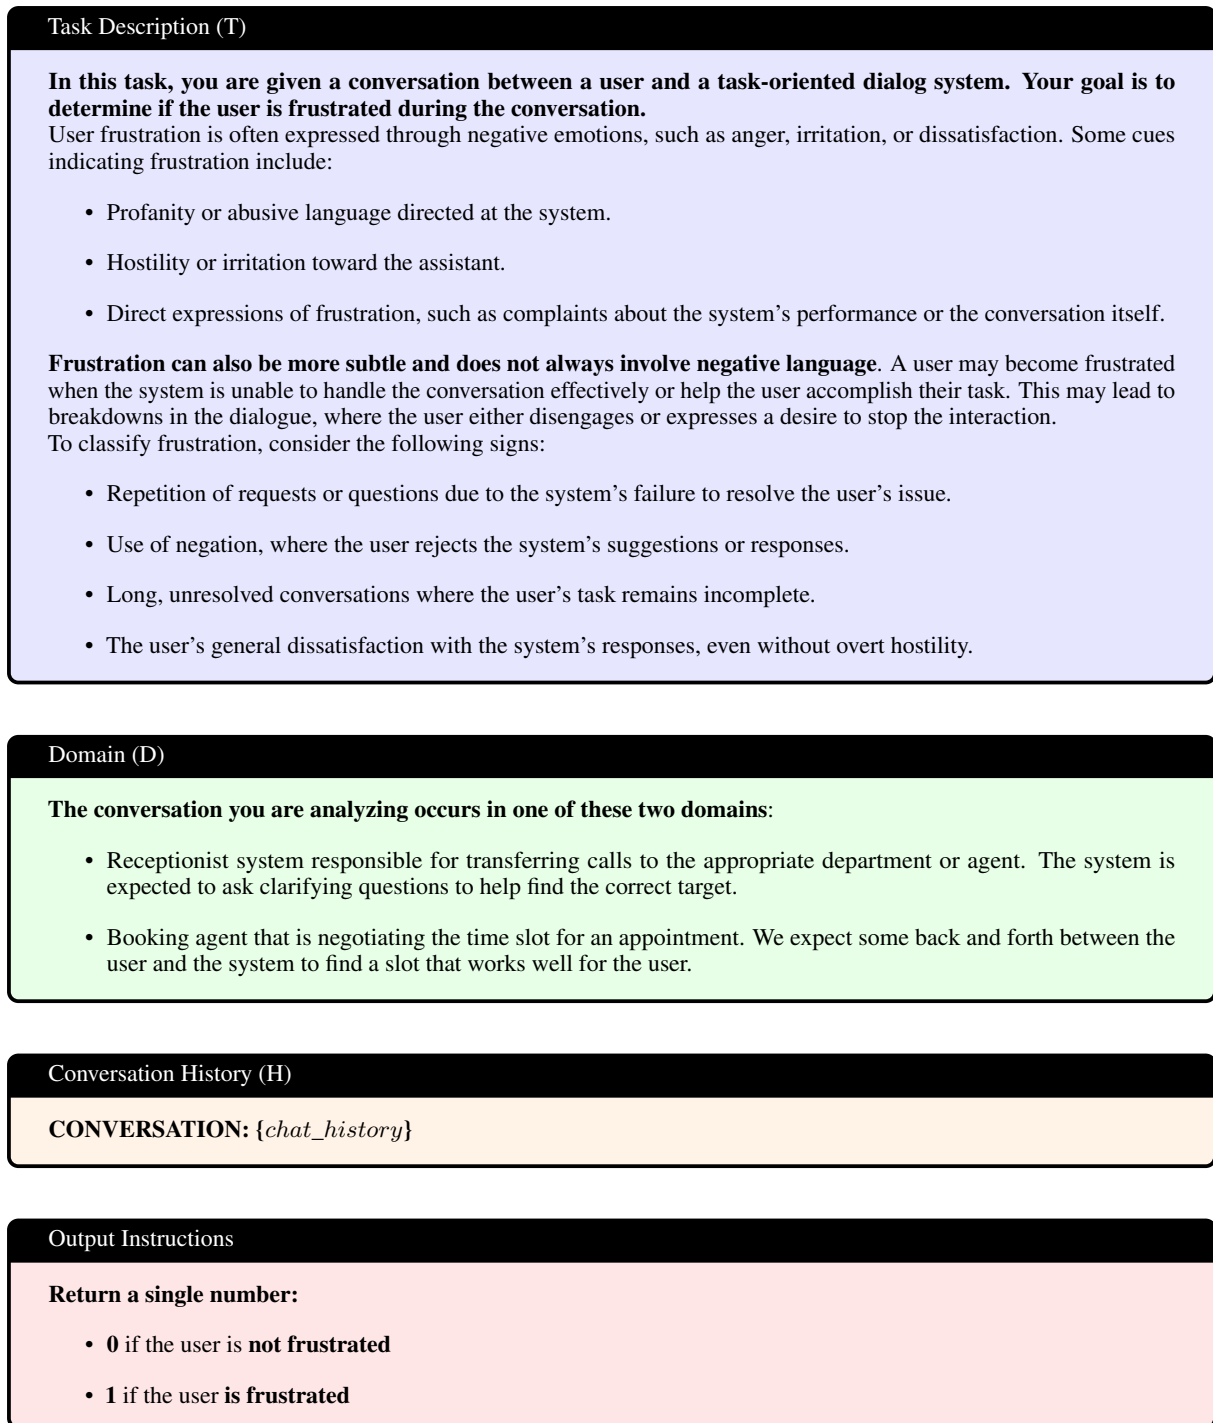 Task Description (T)
In this task, you are given a conversation between a user and a task-oriented dialog system. Your goal is to
determine if the user is frustrated during the conversation.
User frustration is often expressed through negative emotions, such as anger, irritation, or dissatisfaction. Some cues
indicating frustration include:
• Profanity or abusive language directed at the system.
• Hostility or irritation toward the assistant.
• Direct expressions of frustration, such as complaints about the system's performance or the conversation itself.
Frustration can also be more subtle and does not always involve negative language. A user may become frustrated
when the system is unable to handle the conversation effectively or help the user accomplish their task. This may lead to
breakdowns in the dialogue, where the user either disengages or expresses a desire to stop the interaction.
To classify frustration, consider the following signs:
• Repetition of requests or questions due to the system's failure to resolve the user's issue.
• Use of negation, where the user rejects the system's suggestions or responses.
• Long, unresolved conversations where the user's task remains incomplete.
• The user's general dissatisfaction with the system's responses, even without overt hostility.
Domain (D)
The conversation you are analyzing occurs in one of these two domains:
• Receptionist system responsible for transferring calls to the appropriate department or agent. The system is
expected to ask clarifying questions to help find the correct target.
• Booking agent that is negotiating the time slot for an appointment. We expect some back and forth between the
user and the system to find a slot that works well for the user.
Conversation History (H)
CONVERSATION: {chat_history}
Output Instructions
Return a single number:
• 0 if the user is not frustrated
• 1 if the user is frustrated